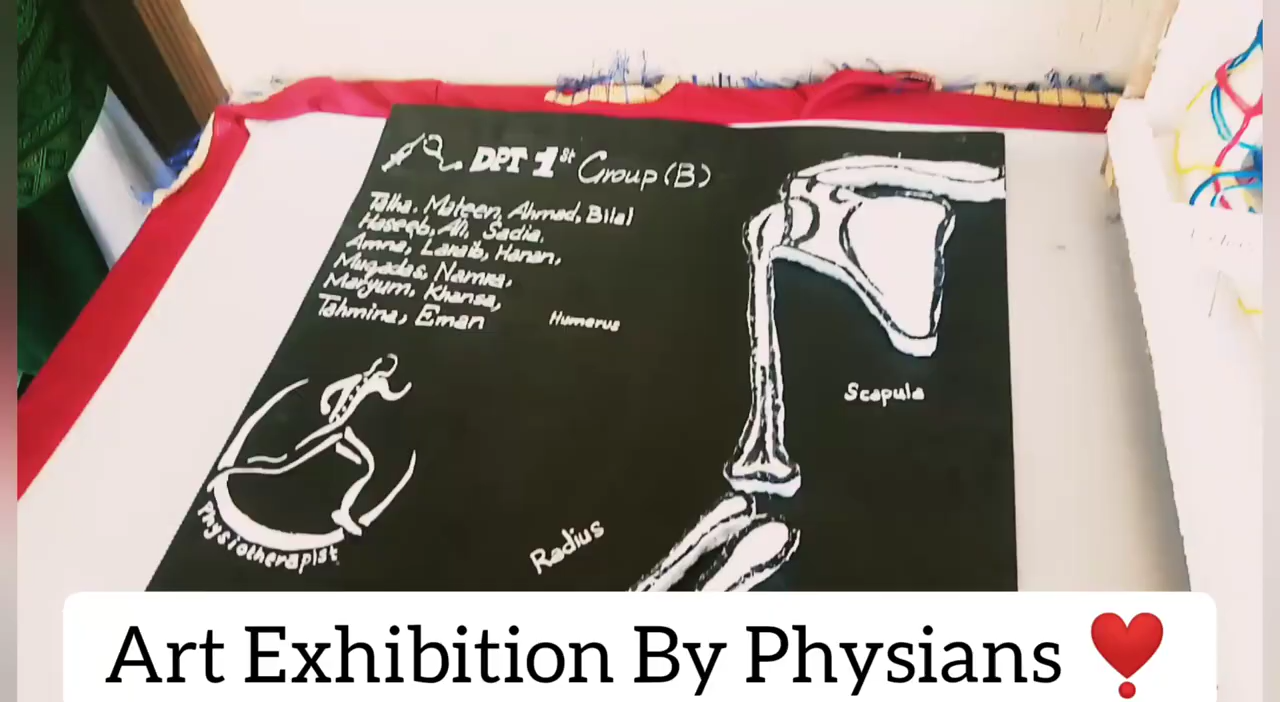 DPT 1st Group (B)
Talha, Mateen, Ahmad, Bilal
Haseeb, Ali, Sadia,
Amna, Laraib, Hanan,
Muqadas, Namra,
Maryum, Khansa,
Tahmina, Eman
Humerus
Scapula
Radius
Physiotherapist
Art Exhibition By Physians ❣️